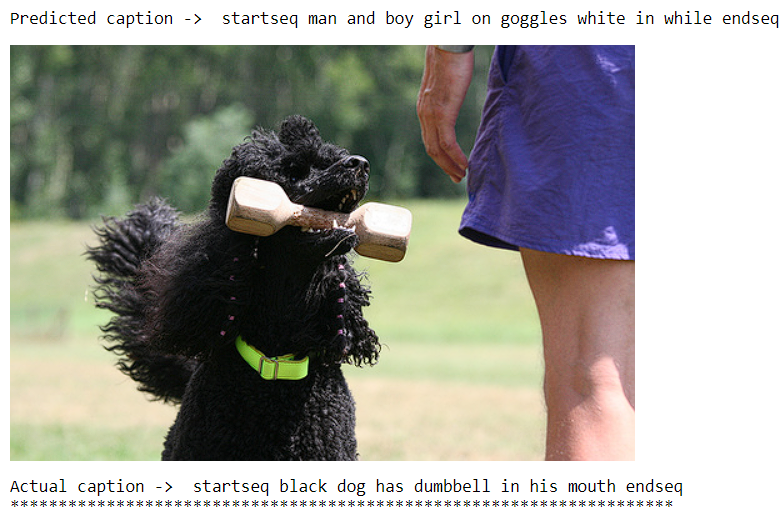 Predicted caption ->  startseq man and boy girl on goggles white in while endseq
Actual caption ->  startseq black dog has dumbbell in his mouth endseq
*********************************************************************